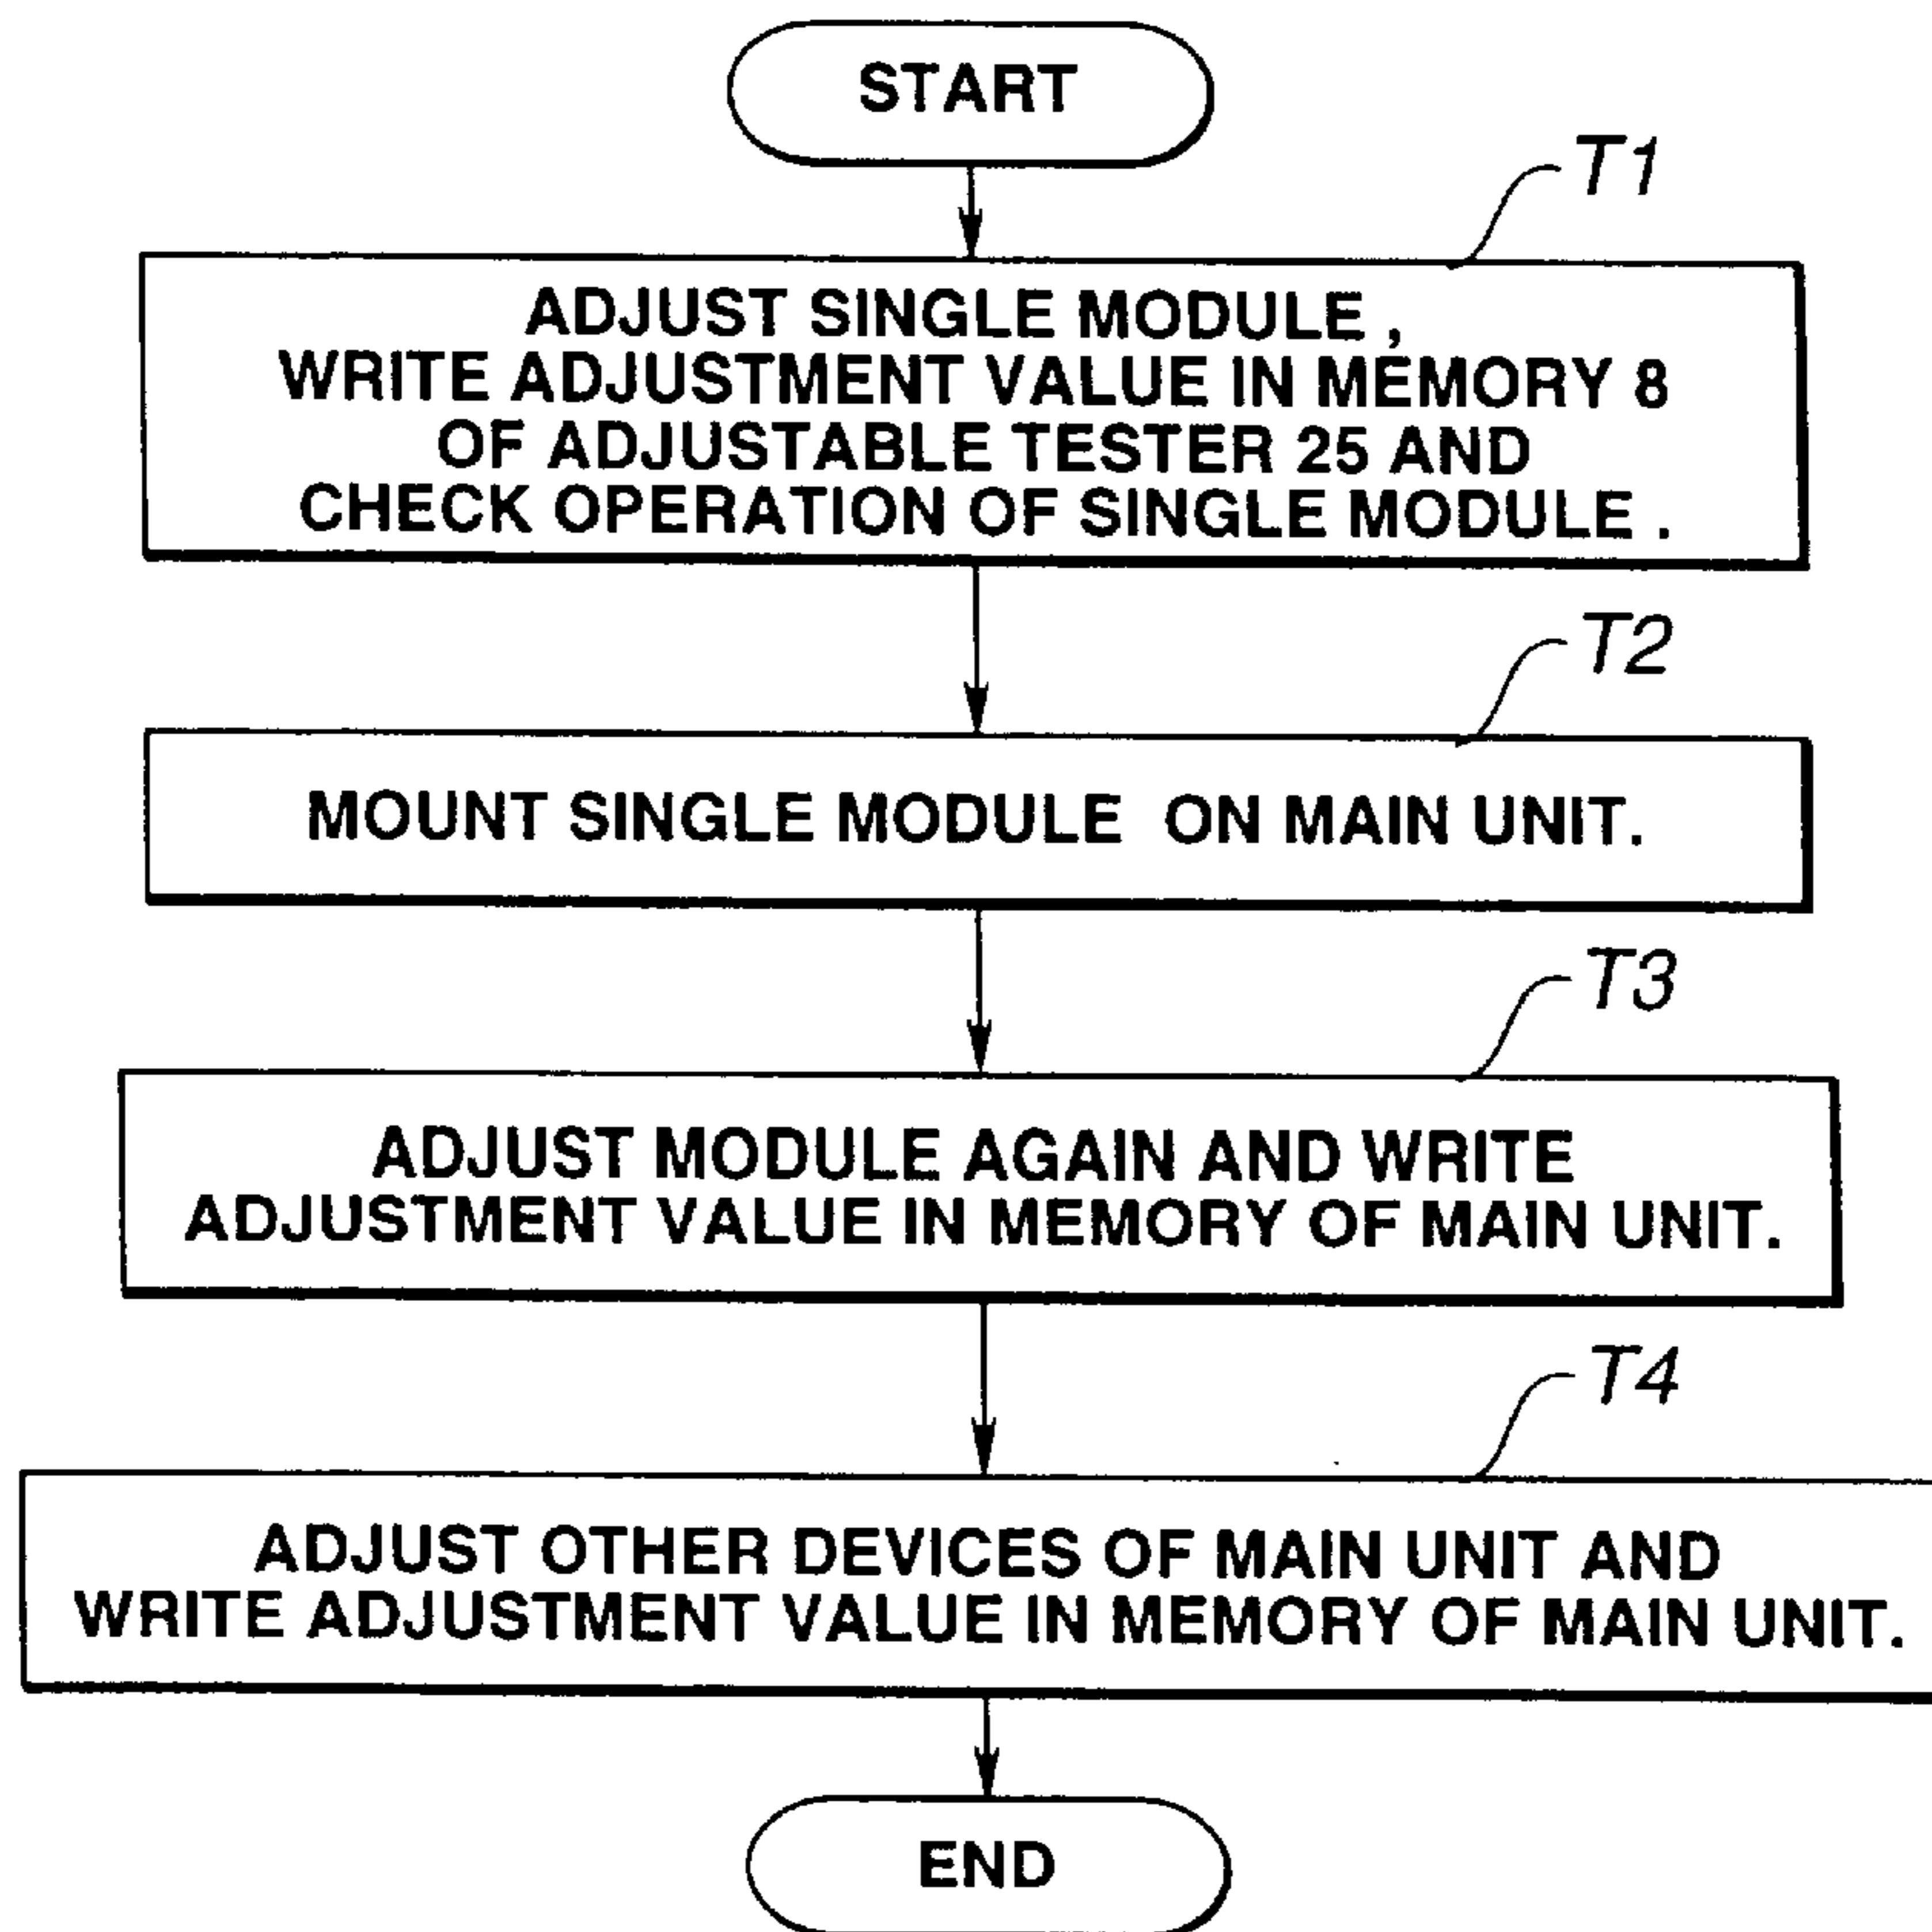 START
T1
ADJUST SINGLE MODULE ,
WRITE ADJUSTMENT VALUE IN MEMORY 8
OF ADJUSTABLE TESTER 25 AND
CHECK OPERATION OF SINGLE MODULE .
T2
MOUNT SINGLE MODULE ON MAIN UNIT.
T3
ADJUST MODULE AGAIN AND WRITE
ADJUSTMENT VALUE IN MEMORY OF MAIN UNIT.
T4
ADJUST OTHER DEVICES OF MAIN UNIT AND
WRITE ADJUSTMENT VALUE IN MEMORY OF MAIN UNIT.
END